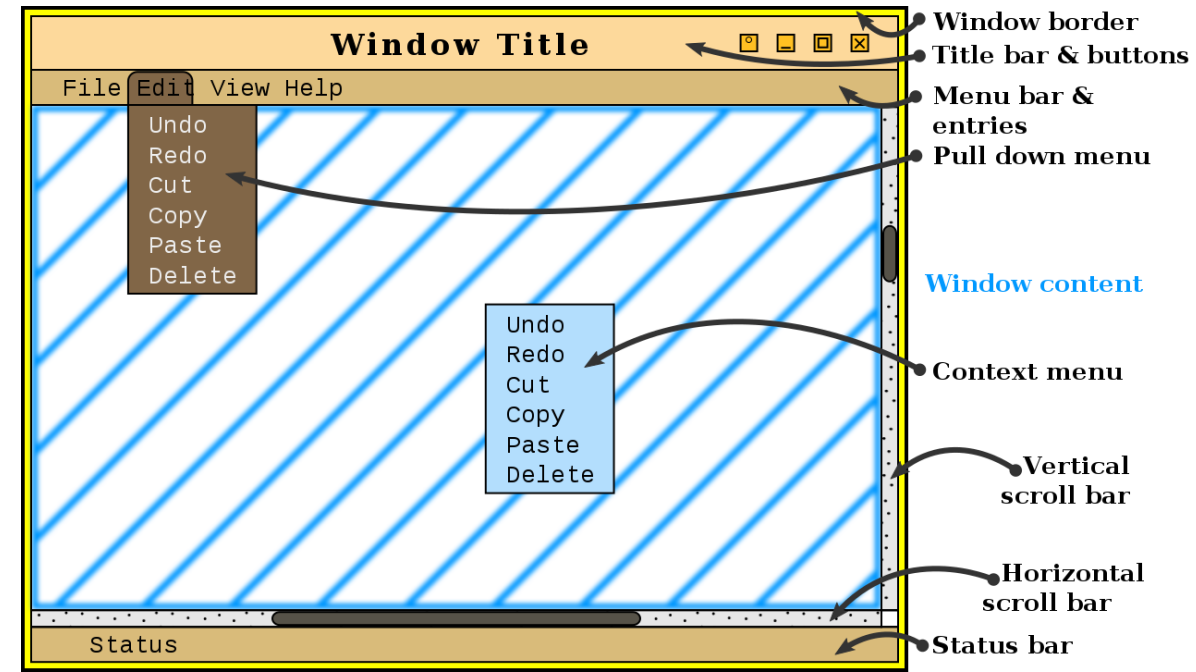 Window Title
Window border
Title bar & buttons
File Edit View Help
Menu bar &
entries
Undo
Redo
Cut
Copy
Paste
Delete
Pull down menu
Window content
Undo
Redo
Cut
Copy
Paste
Delete
Context menu
Vertical
scroll bar
Horizontal
scroll bar
Status
Status bar